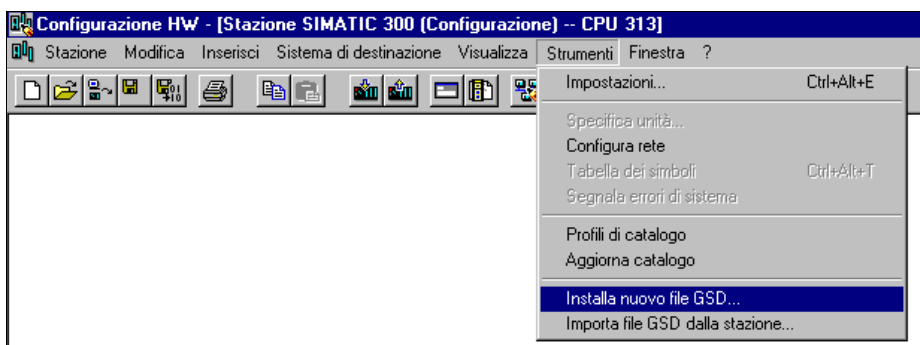 Configurazione HW - [Stazione SIMATIC 300 (Configurazione) -- CPU 313]
Stazione Modifica Inserisci Sistema di destinazione Visualizza Strumenti Finestra ?
Impostazioni... Ctrl+Alt+E
Specifica unità...
Configura rete
Tabella dei simboli Ctrl+Alt+T
Segnala errori di sistema
Profili di catalogo
Aggiorna catalogo
Installa nuovo file GSD...
Importa file GSD dalla stazione...